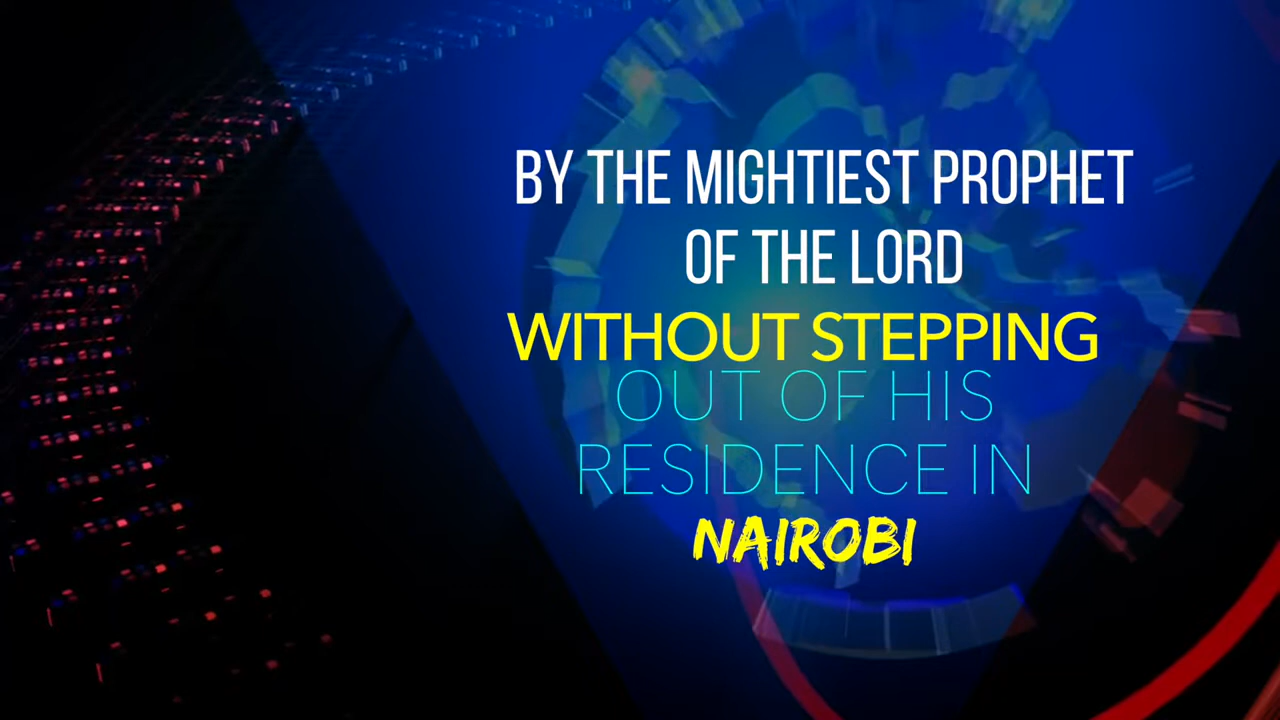 BY THE MIGHTIEST PROPHET
OF THE LORD
WITHOUT STEPPING
OUT OF HIS
RESIDENCE IN
NAIROBI